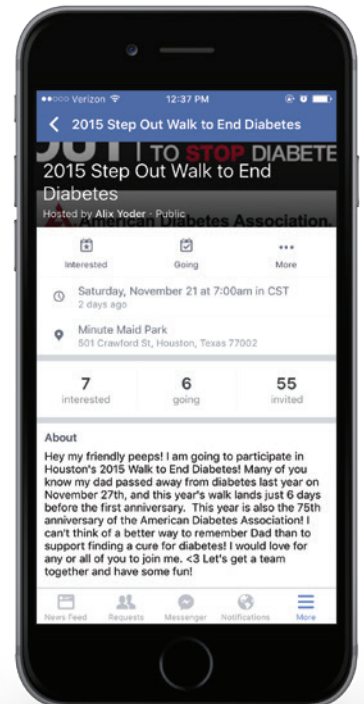 Verizon 12:37 PM
2015 Step Out Walk to End Diabetes
OUT TO STOP DIABETE
2015 Step Out Walk to End
Diabetes
American Diabetes Association.
Hosted by Alix Yoder · Public
Interested Going More
Saturday, November 21 at 7:00am in CST
2 days ago
Minute Maid Park
501 Crawford St, Houston, Texas 77002
7 6 55
interested going invited
About
Hey my friendly peeps! I am going to participate in
Houston's 2015 Walk to End Diabetes! Many of you
know my dad passed away from diabetes last year on
November 27th, and this year's walk lands just 6 days
before the first anniversary. This year is also the 75th
anniversary of the American Diabetes Association! I
can't think of a better way to remember Dad than to
support finding a cure for diabetes! I would love for
any or all of you to join me. <3 Let's get a team
together and have some fun!
News Feed Requests Messenger Notifications More